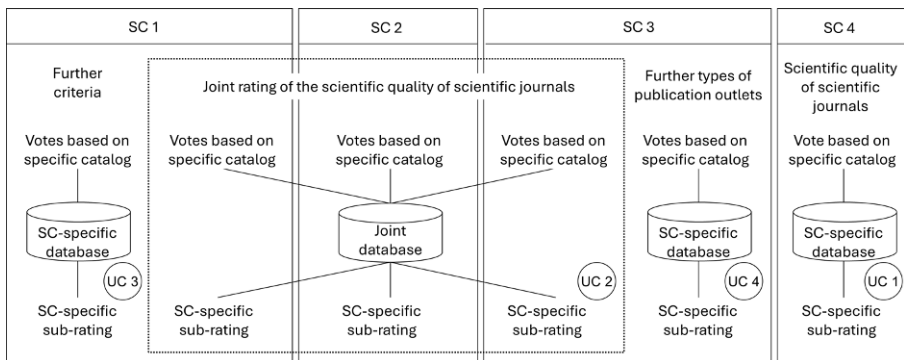 SC 1
SC 2
SC 3
SC 4
Further
criteria
Joint rating of the scientific quality of scientific journals
Further types of
publication outlets
Scientific quality
of scientific
journals
Votes based on
specific catalog
Votes based on
specific catalog
Votes based on
specific catalog
Votes based on
specific catalog
Votes based on
specific catalog
Vote based on
specific catalog
SC-specific
database
Joint
database
SC-specific
database
SC-specific
database
UC 3
UC 2
UC 4
UC 1
SC-specific
sub-rating
SC-specific
sub-rating
SC-specific
sub-rating
SC-specific
sub-rating
SC-specific
sub-rating
SC-specific
sub-rating